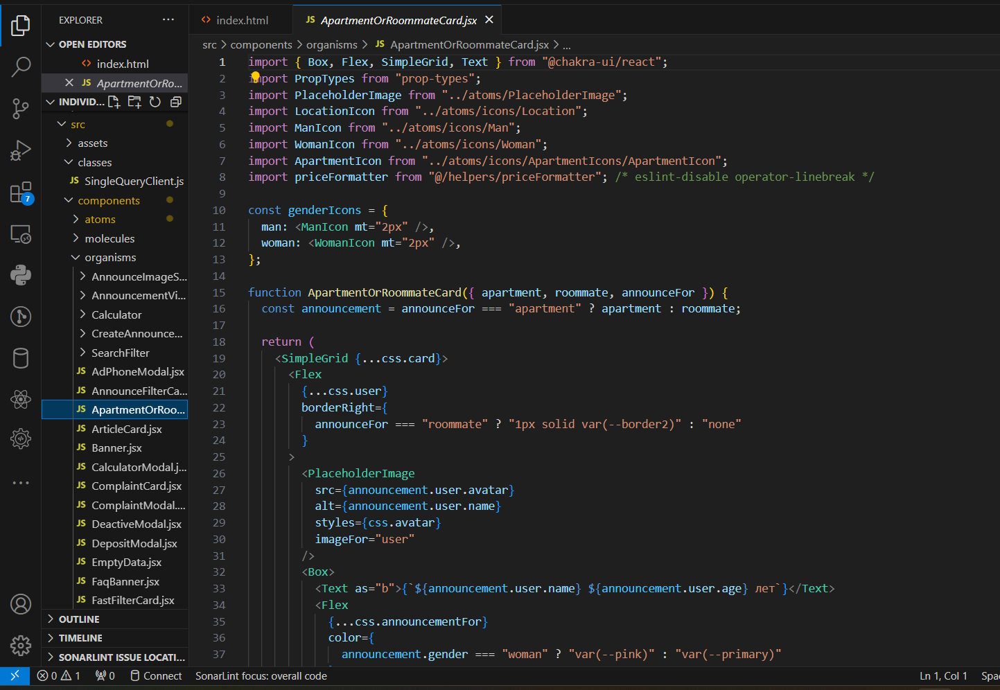 EXPLORER
···
OPEN EDITORS
index.html
JS ApartmentOrRo...
INDIVID...
src
assets
classes
JS SingleQueryClient.js
components
atoms
molecules
organisms
AnnounceImageS...
AnnouncementVi...
Calculator
CreateAnnounce...
SearchFilter
JS AdPhoneModal.jsx
JS AnnounceFilterCa...
JS ApartmentOrRoo...
JS ArticleCard.jsx
JS Banner.jsx
JS CalculatorModal.j...
JS ComplaintCard.jsx
JS ComplaintModal....
JS DeactiveModal.jsx
JS DepositModal.jsx
JS EmptyData.jsx
JS FaqBanner.jsx
JS FastFilterCard.jsx
OUTLINE
TIMELINE
SONARLINT ISSUE LOCATI...
7
index.html
JS ApartmentOrRoommateCard.jsx
src > components > organisms > JS ApartmentOrRoommateCard.jsx > ...
1 import { Box, Flex, SimpleGrid, Text } from "@chakra-ui/react";
2 import PropTypes from "prop-types";
3 import PlaceholderImage from "../atoms/PlaceholderImage";
4 import LocationIcon from "../atoms/icons/Location";
5 import ManIcon from "../atoms/icons/Man";
6 import WomanIcon from "../atoms/icons/Woman";
7 import ApartmentIcon from "../atoms/icons/ApartmentIcons/ApartmentIcon";
8 import priceFormatter from "@/helpers/priceFormatter"; /* eslint-disable operator-linebreak */
9
10 const genderIcons = {
11 man: <ManIcon mt="2px" />,
12 woman: <WomanIcon mt="2px" />,
13 };
14
15 function ApartmentOrRoommateCard({ apartment, roommate, announceFor }) {
16 const announcement = announceFor === "apartment" ? apartment : roommate;
17
18 return (
19 <SimpleGrid {...css.card}>
20 <Flex
21 {...css.user}
22 borderRight={
23 announceFor === "roommate" ? "1px solid var(--border2)" : "none"
24 }
25 >
26 <PlaceholderImage
27 src={announcement.user.avatar}
28 alt={announcement.user.name}
29 styles={css.avatar}
30 imageFor="user"
31 />
32 <Box>
33 <Text as="b">{`${announcement.user.name} ${announcement.user.age} лет`}</Text>
34 <Flex
35 {...css.announcementFor}
36 color={
37 announcement.gender === "woman" ? "var(--pink)" : "var(--primary)"
0 1 0 Connect SonarLint focus: overall code Ln 1, Col 1 Spac